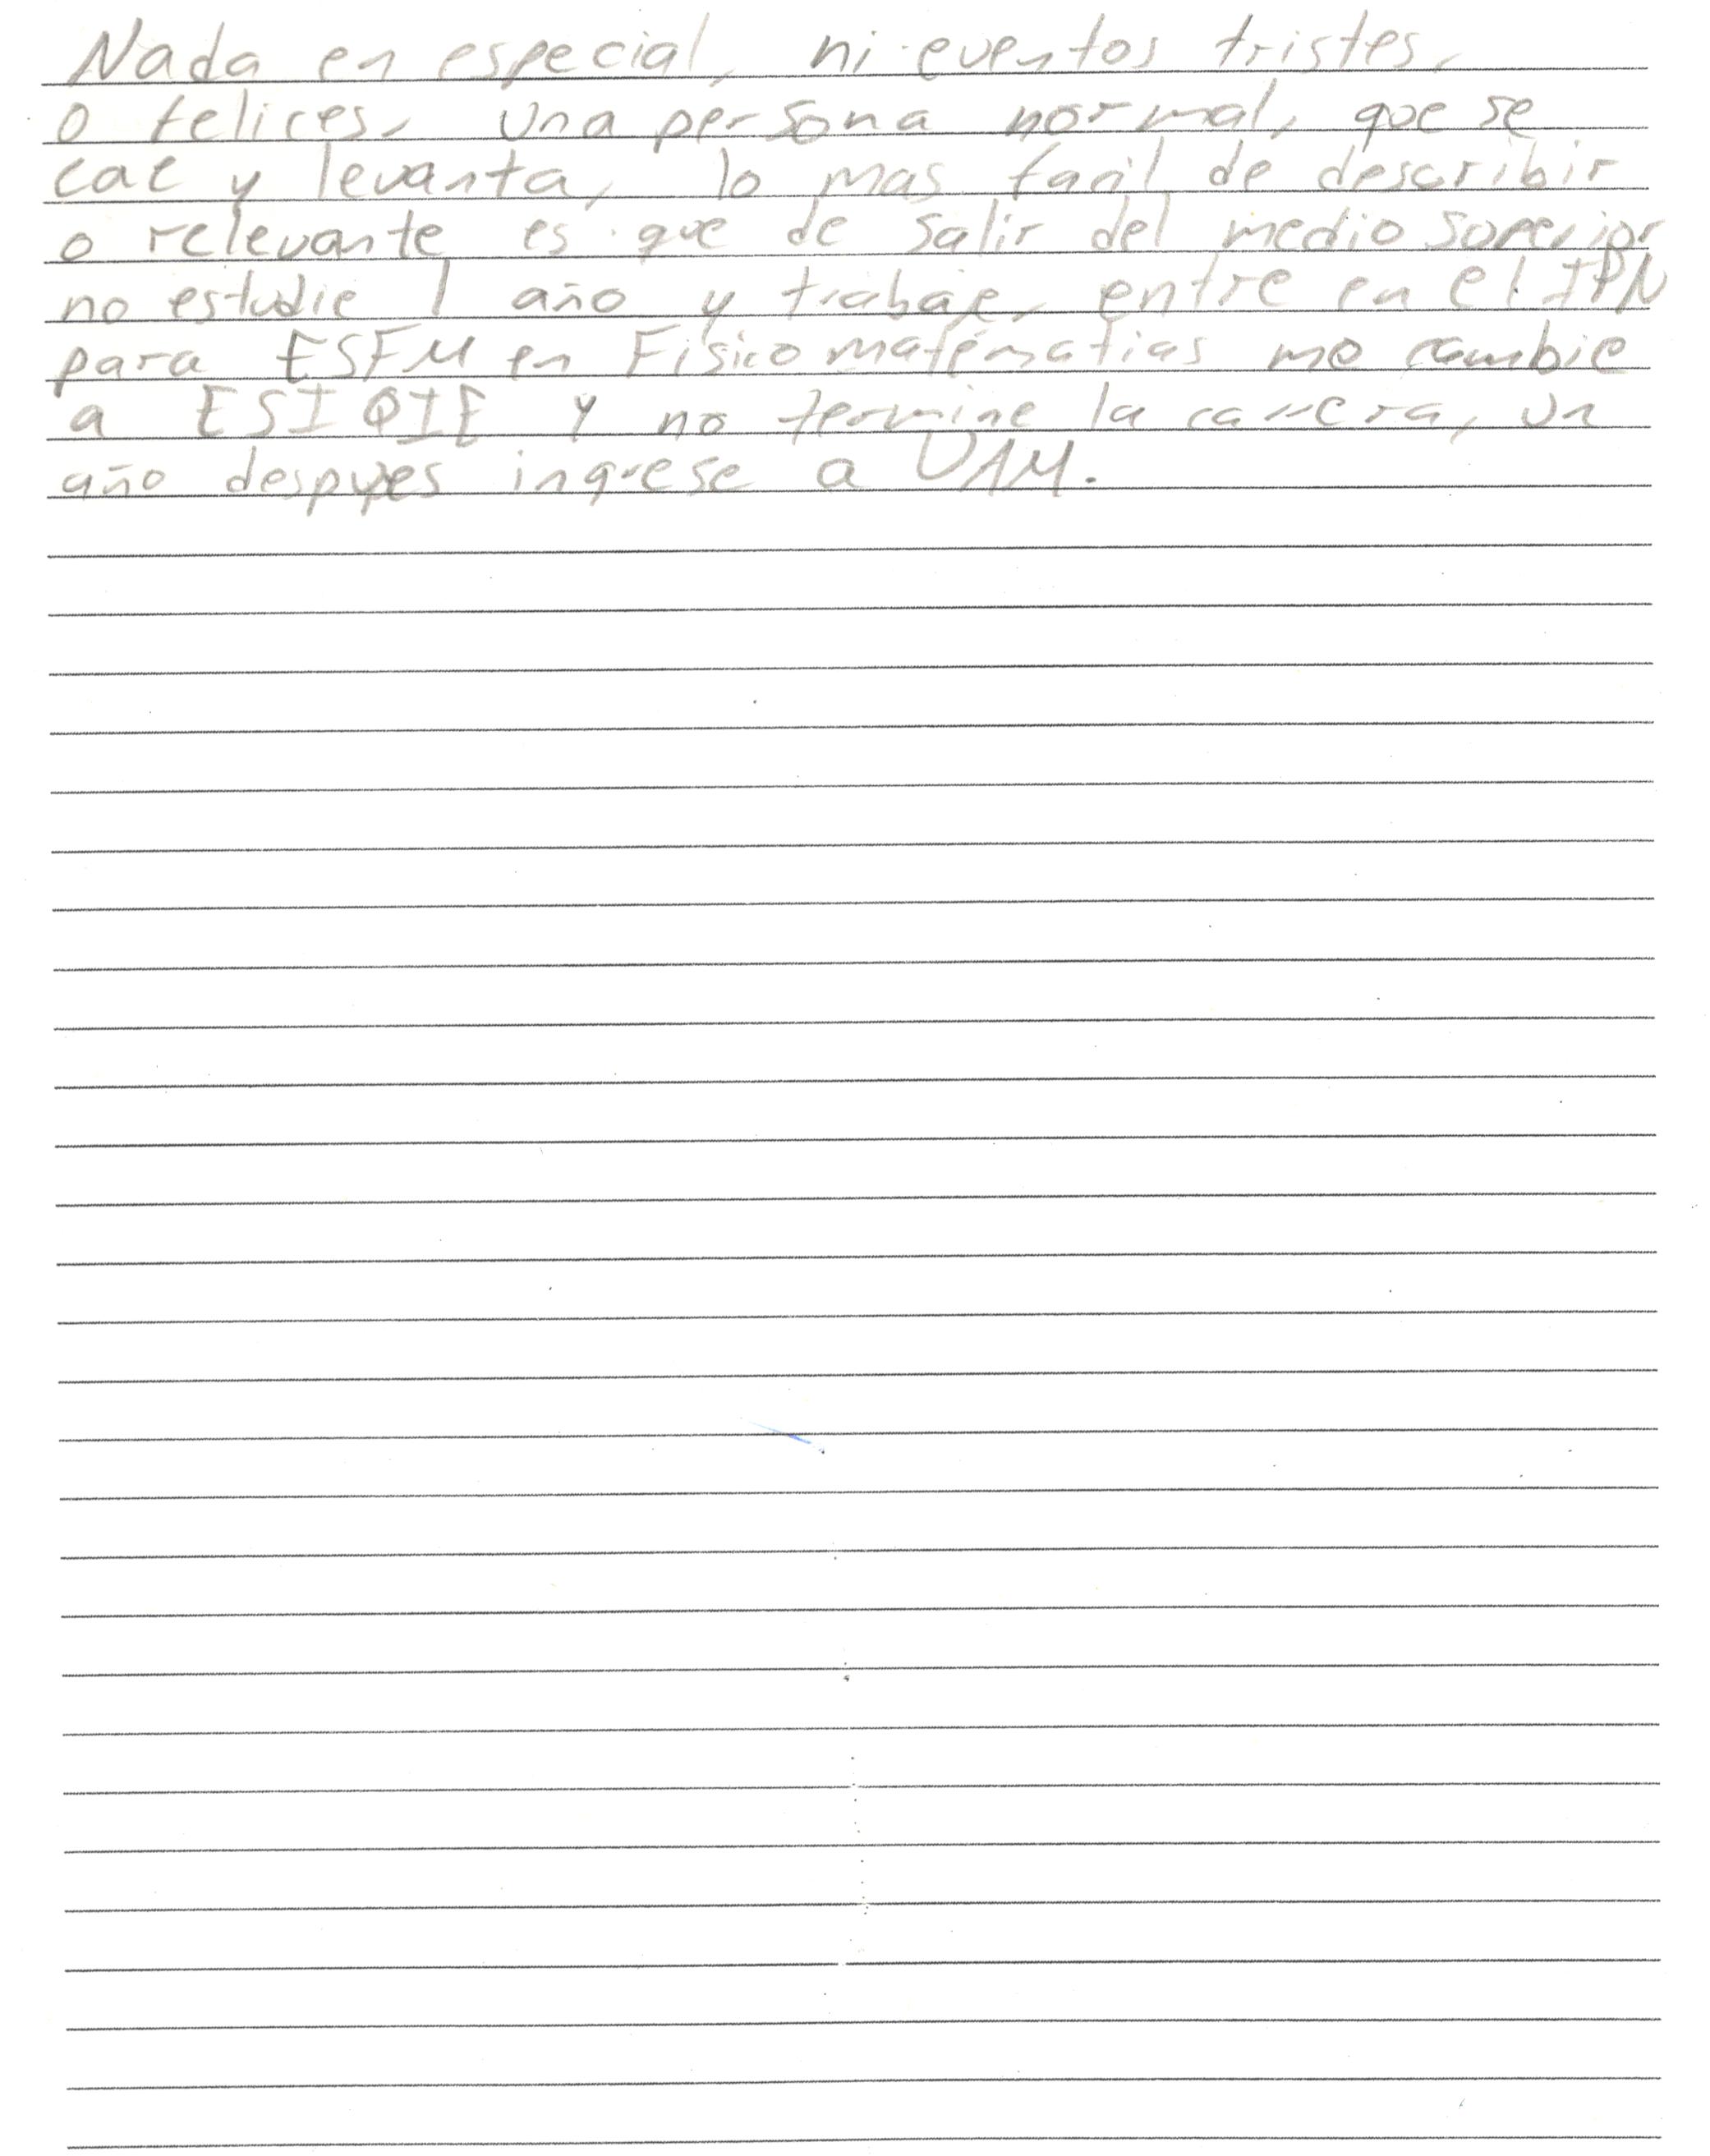 Nada en especial, ni eventos tristes,
o felices, una persona normal, que se
cae y levanta, lo mas facil de describir
o relevante es que de salir del medio superior
no estudie 1 año y trabaje, entre en el IPN
para ESFM en Fisico matematias me cambie
a ESIQIE y no termine la carrera, un
año despues ingrese a UAM.